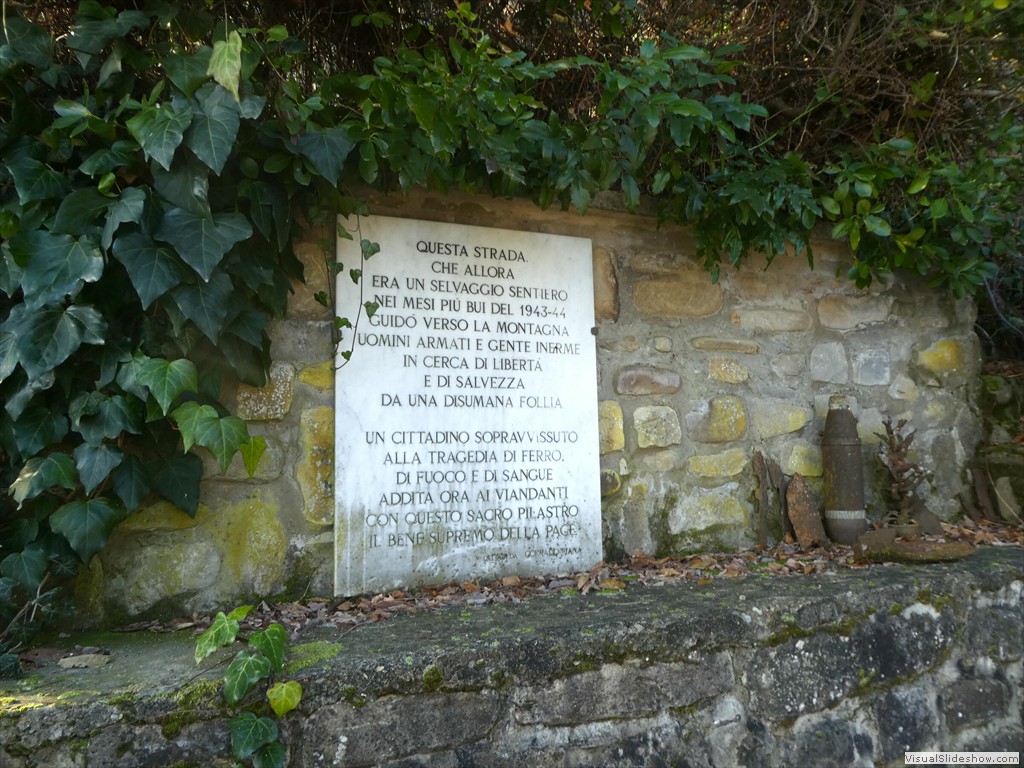 QUESTA STRADA,
CHE ALLORA
ERA UN SELVAGGIO SENTIERO
NEI MESI PIÙ BUI DEL 1943-44
GUIDÒ VERSO LA MONTAGNA
UOMINI ARMATI E GENTE INERME
IN CERCA DI LIBERTÀ
E DI SALVEZZA
DA UNA DISUMANA FOLLIA
UN CITTADINO SOPRAVVISSUTO
ALLA TRAGEDIA DI FERRO,
DI FUOCO E DI SANGUE
ADDITA ORA AI VIANDANTI
CON QUESTO SACRO PILASTRO
IL BENE SUPREMO DELLA PACE
VisualSlideshow.com